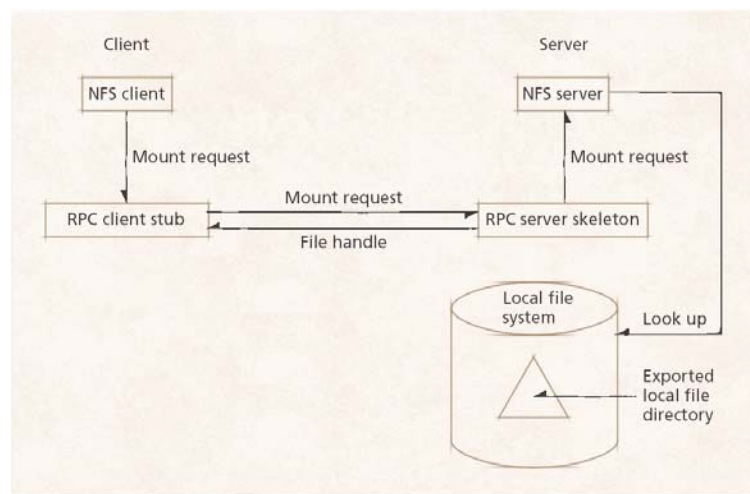 Client
Server
NFS client
NFS server
Mount request
Mount request
Mount request
RPC client stub
RPC server skeleton
File handle
Local file
system
Look up
Exported
local file
directory